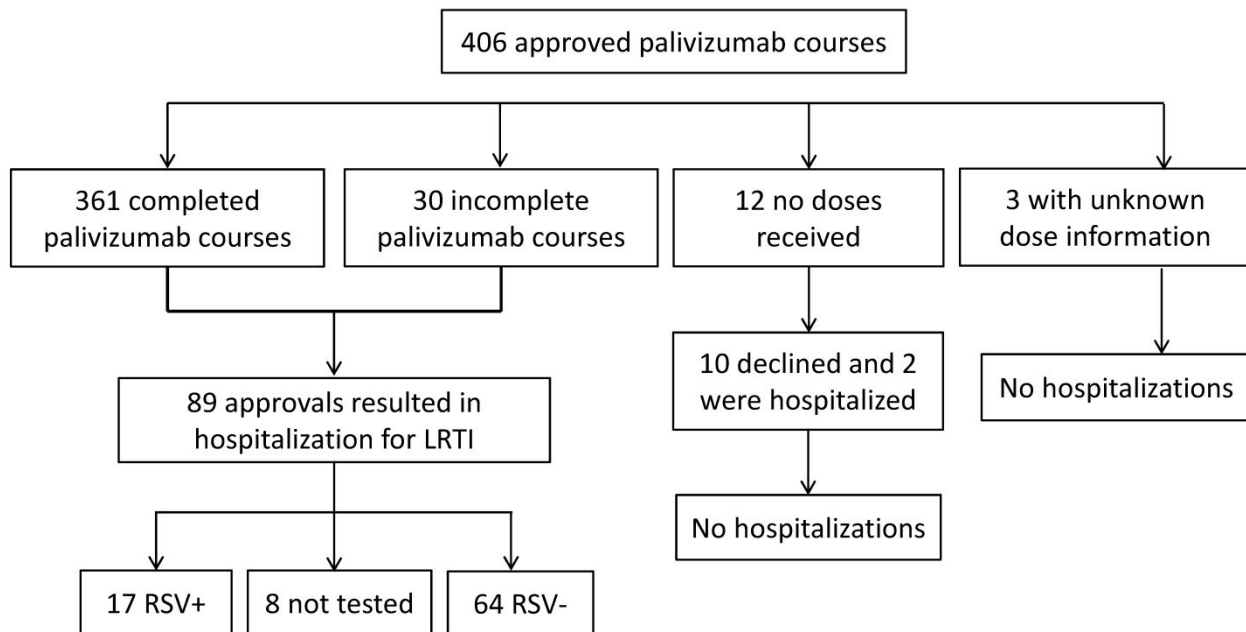 406 approved palivizumab courses
361 completed
palivizumab courses
30 incomplete
palivizumab courses
12 no doses
received
3 with unknown
dose information
10 declined and 2
were hospitalized
No hospitalizations
89 approvals resulted in
hospitalization for LRTI
No hospitalizations
17 RSV+
8 not tested
64 RSV-